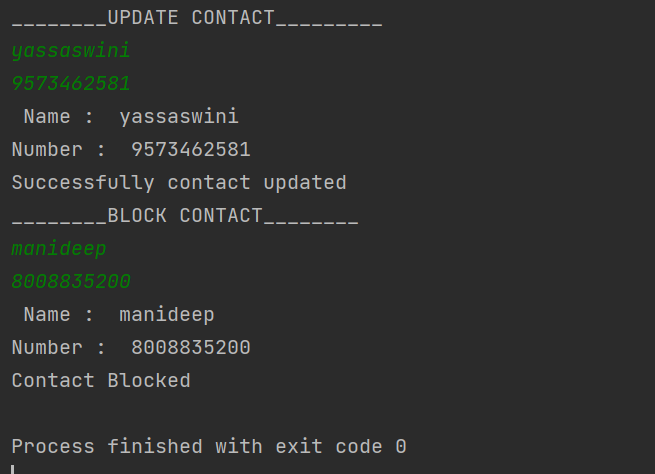 ________UPDATE CONTACT_________
yassaswini
9573462581
Name :  yassaswini
Number :  9573462581
Successfully contact updated
________BLOCK CONTACT________
manideep
8008835200
Name :  manideep
Number :  8008835200
Contact Blocked
Process finished with exit code 0